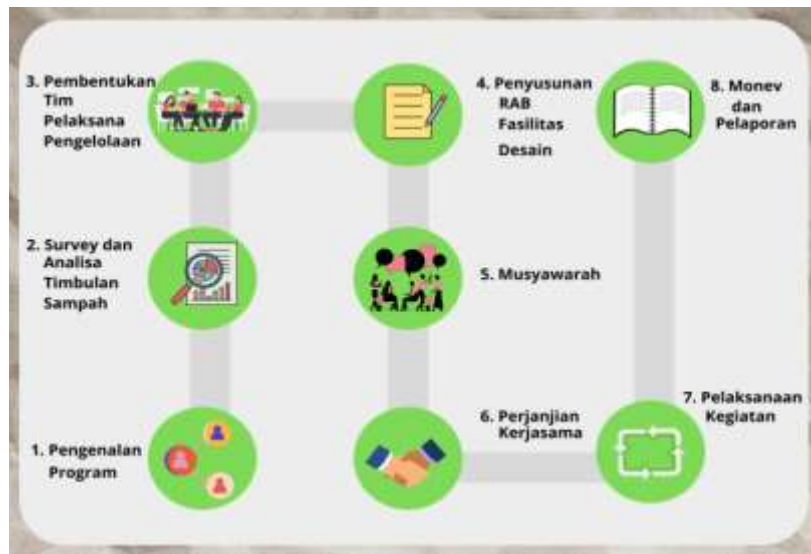 1. Pengenalan
Program
2. Survey dan
Analisa
Timbulan
Sampah
3. Pembentukan
Tim
Pelaksana
Pengelolaan
4. Penyusunan
RAB
Fasilitas
Desain
5. Musyawarah
6. Perjanjian
Kerjasama
7. Pelaksanaan
Kegiatan
8. Monev
dan
Pelaporan